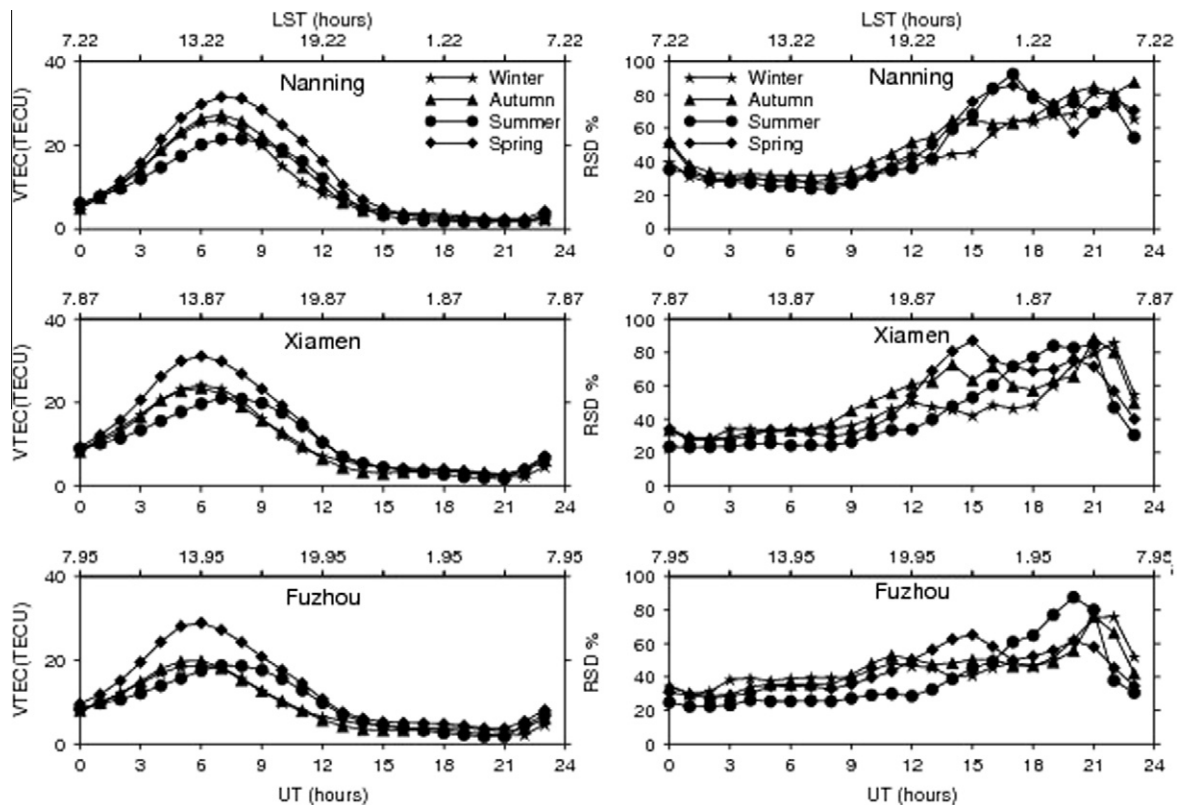 LST (hours) LST (hours)
7.22 13.22 19.22 1.22 7.22 7.22 13.22 19.22 1.22 7.22
40 Nanning Winter 100 Winter Nanning
Autumn 80 Autumn
Summer Summer
20 Spring 60 Spring
VTEC(TECU) RSD %
40
20
0 0
0 3 6 9 12 15 18 21 24 0 3 6 9 12 15 18 21 24
7.87 13.87 19.87 1.87 7.87 7.87 13.87 19.87 1.87 7.87
40 Xiamen 100 Xiamen
80
20 60
VTEC(TECU) RSD %
40
20
0 0
0 3 6 9 12 15 18 21 24 0 3 6 9 12 15 18 21 24
7.95 13.95 19.95 1.95 7.95 7.95 13.95 19.95 1.95 7.95
40 Fuzhou 100 Fuzhou
80
20 60
VTEC(TECU) RSD %
40
20
0 0
0 3 6 9 12 15 18 21 24 0 3 6 9 12 15 18 21 24
UT (hours) UT (hours)